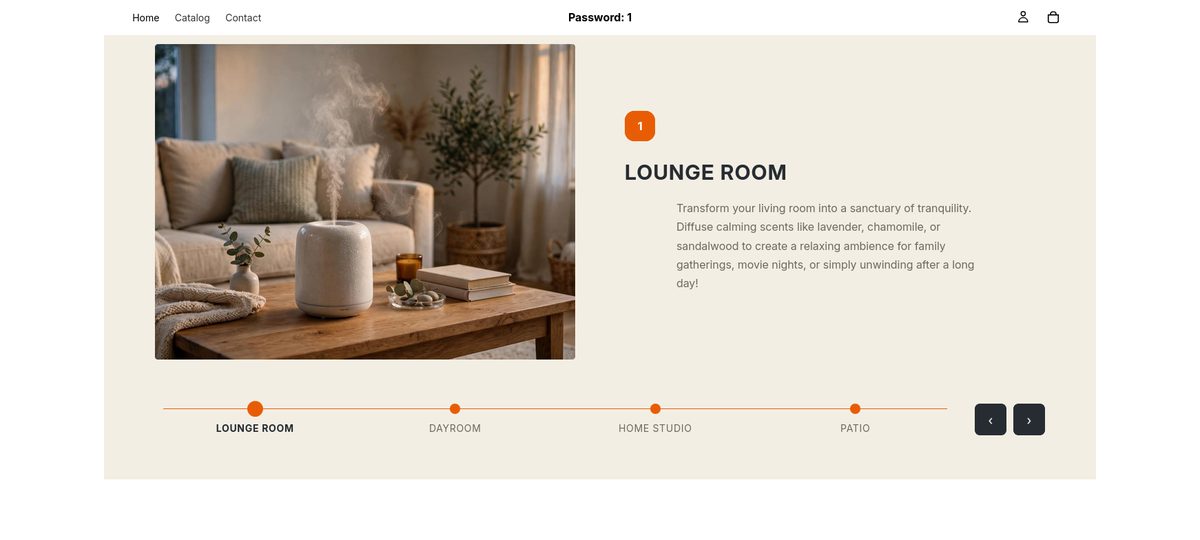 Home Catalog Contact Password: 1
1
LOUNGE ROOM
Transform your living room into a sanctuary of tranquility.
Diffuse calming scents like lavender, chamomile, or
sandalwood to create a relaxing ambience for family
gatherings, movie nights, or simply unwinding after a long
day!
LOUNGE ROOM DAYROOM HOME STUDIO PATIO ‹ ›